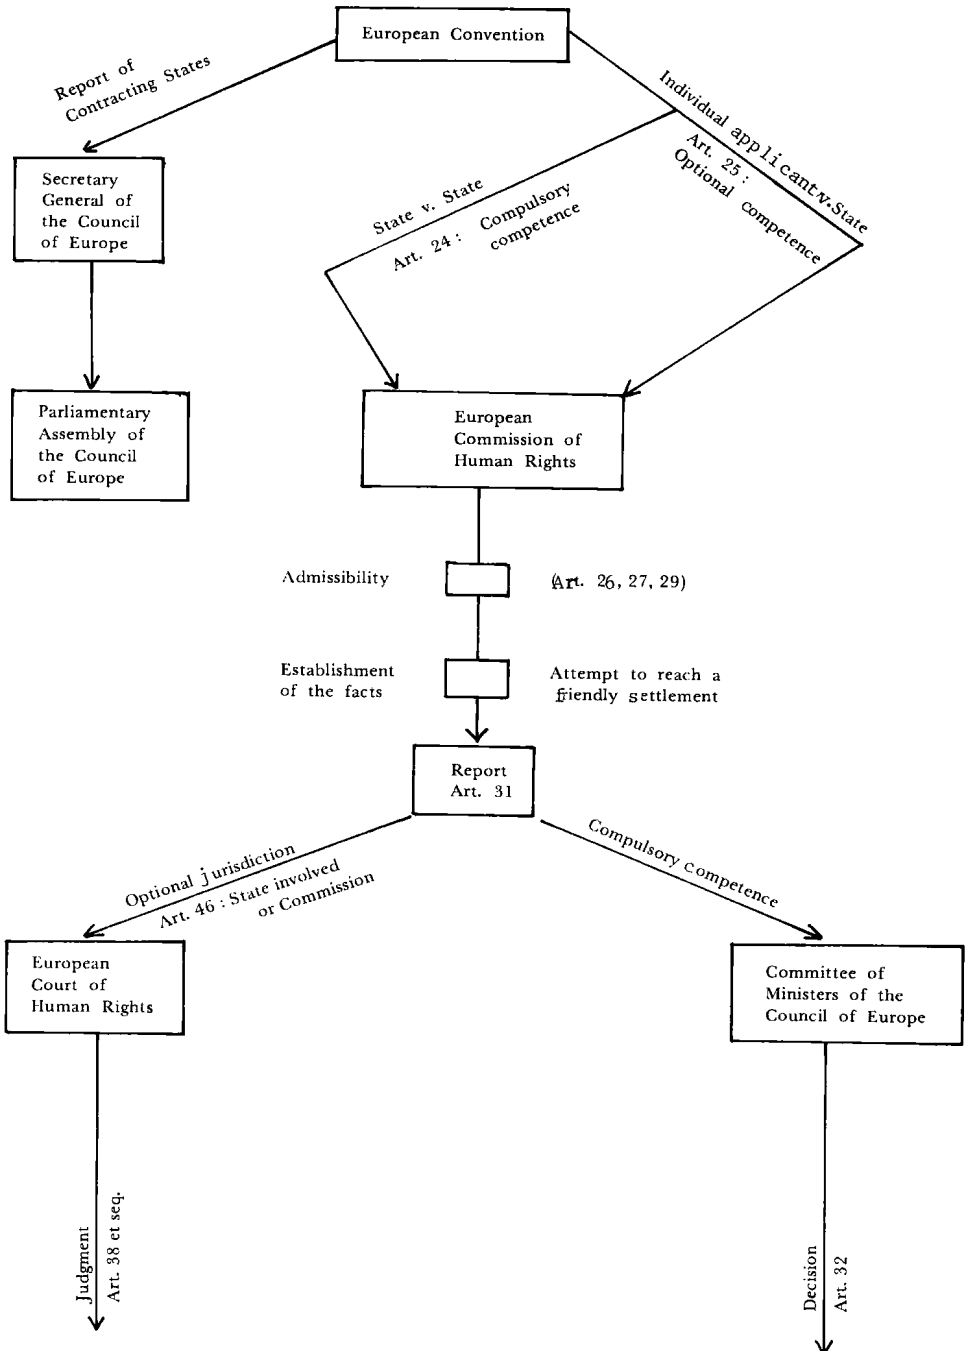 European Convention
Report of
Contracting States
Individual applicant v. State
Art. 25 :
Optional competence
State v. State
Art. 24 : Compulsory
competence
Secretary
General of
the Council
of Europe
Parliamentary
Assembly of
the Council
of Europe
European
Commission of
Human Rights
Admissibility
(Art. 26, 27, 29)
Establishment
of the facts
Attempt to reach a
friendly settlement
Report
Art. 31
Optional jurisdiction
Art. 46 : State involved
or Commission
Compulsory competence
European
Court of
Human Rights
Committee of
Ministers of the
Council of Europe
Judgment
Art. 38 et seq.
Decision
Art. 32